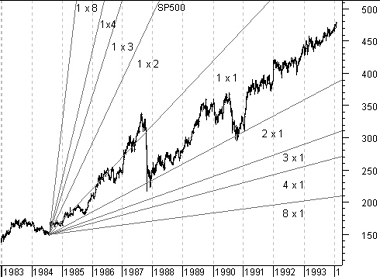 SP500
1 x 8
1x4
1 x 3
1 x 2
1 x 1
2 x 1
3 x 1
4 x 1
8 x 1
500
450
400
350
300
250
200
150
1983 1984 1985 1986 1987 1988 1989 1990 1991 1992 1993 1